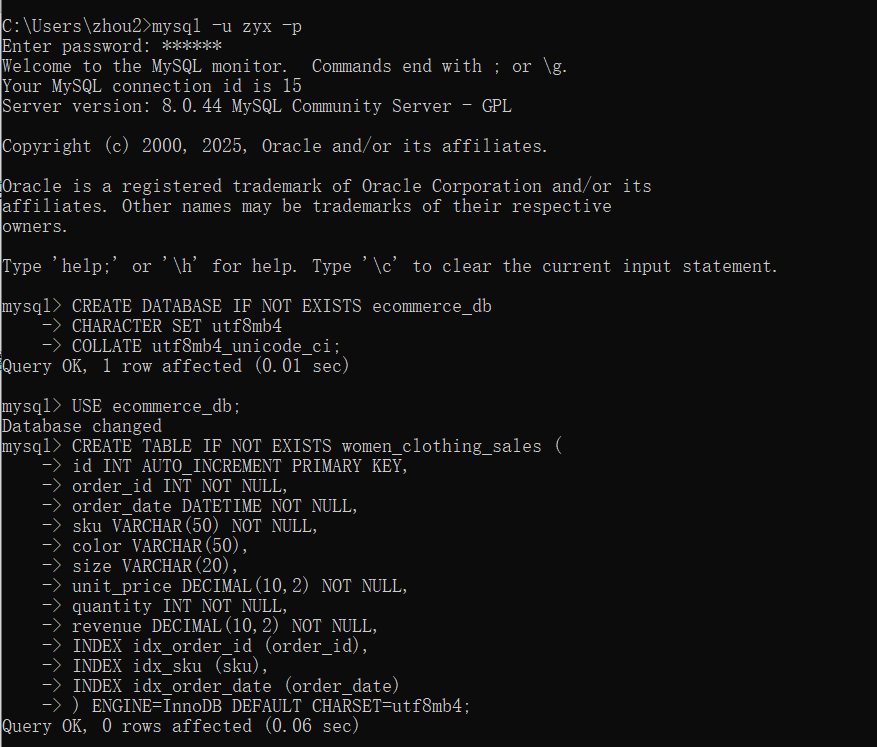 C:\Users\zhou2>mysql -u zyx -p
Enter password: ******
Welcome to the MySQL monitor.  Commands end with ; or \g.
Your MySQL connection id is 15
Server version: 8.0.44 MySQL Community Server - GPL
Copyright (c) 2000, 2025, Oracle and/or its affiliates.
Oracle is a registered trademark of Oracle Corporation and/or its
affiliates. Other names may be trademarks of their respective
owners.
Type 'help;' or '\h' for help. Type '\c' to clear the current input statement.
mysql> CREATE DATABASE IF NOT EXISTS ecommerce_db
    -> CHARACTER SET utf8mb4
    -> COLLATE utf8mb4_unicode_ci;
Query OK, 1 row affected (0.01 sec)
mysql> USE ecommerce_db;
Database changed
mysql> CREATE TABLE IF NOT EXISTS women_clothing_sales (
    -> id INT AUTO_INCREMENT PRIMARY KEY,
    -> order_id INT NOT NULL,
    -> order_date DATETIME NOT NULL,
    -> sku VARCHAR(50) NOT NULL,
    -> color VARCHAR(50),
    -> size VARCHAR(20),
    -> unit_price DECIMAL(10,2) NOT NULL,
    -> quantity INT NOT NULL,
    -> revenue DECIMAL(10,2) NOT NULL,
    -> INDEX idx_order_id (order_id),
    -> INDEX idx_sku (sku),
    -> INDEX idx_order_date (order_date)
    -> ) ENGINE=InnoDB DEFAULT CHARSET=utf8mb4;
Query OK, 0 rows affected (0.06 sec)